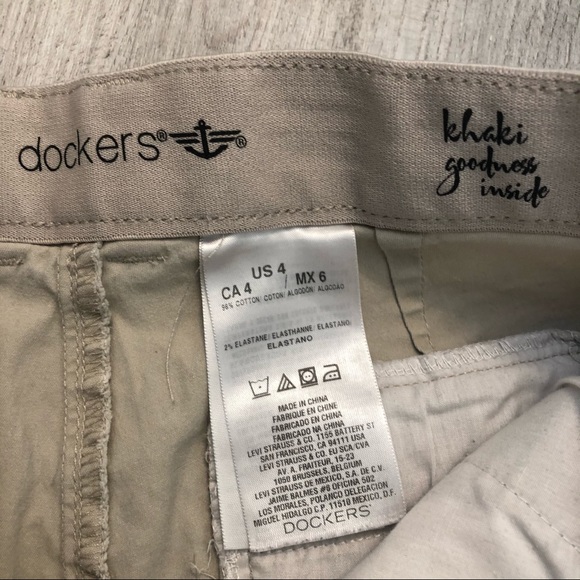 dockers® ®
khaki
goodness
inside
US 4
CA 4 / MX 6
98% COTTON/ COTON/ ALGODÓN/ ALGODAO
2% ELASTANE/ ELASTHANNE/ ELASTANO/
ELASTANO
MADE IN CHINA
FABRIQUE EN CHINE
FABRICADO EN CHINA
FABRICADO NA CHINA
LEVI STRAUSS & CO. 1155 BATTERY ST
SAN FRANCISCO, CA 94111 USA
LEVI STRAUSS & CO. EU SCA/CVA
AV. A. FRAITEUR, 15-23
1050 BRUSSELS, BELGIUM
LEVI STRAUSS DE MEXICO, S.A. DE C.V.
JAIME BALMES #8 OFICINA 502
LOS MORALES, POLANCO DELEGACION
MIGUEL HIDALGO C.P. 11510 MEXICO, D.F.
DOCKERS®